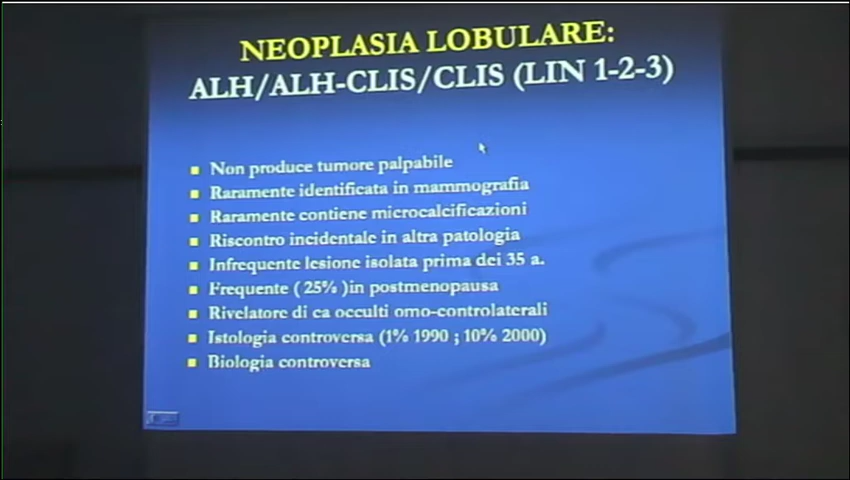 NEOPLASIA LOBULARE:
ALH/ALH-CLIS/CLIS (LIN 1-2-3)
Non produce tumore palpabile
Raramente identificata in mammografia
Raramente contiene microcalcificazioni
Riscontro incidentale in altra patologia
Infrequente lesione isolata prima dei 35 a.
Frequente ( 25% )in postmenopausa
Rivelatore di ca occulti omo-controlaterali
Istologia controversa (1% 1990 ; 10% 2000)
Biologia controversa